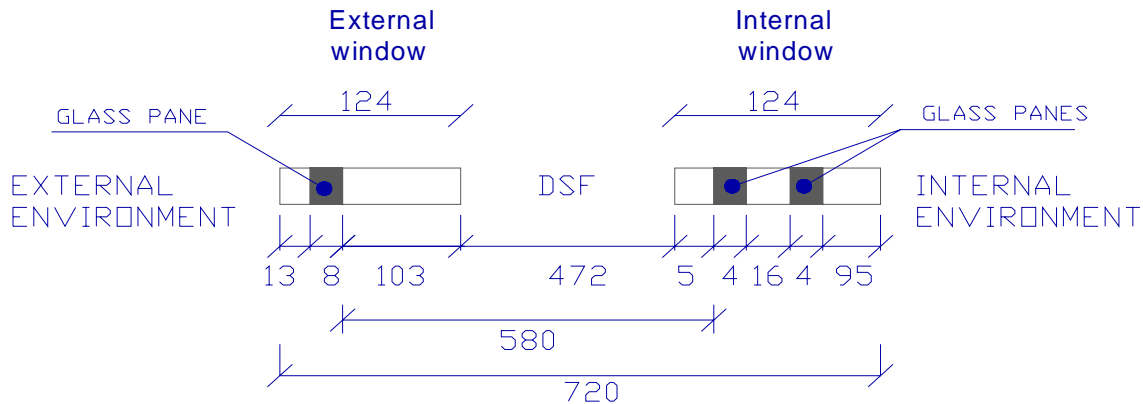 External
window
Internal
window
124
124
GLASS PANE
GLASS PANES
EXTERNAL
ENVIRONMENT
DSF
INTERNAL
ENVIRONMENT
13 8 103 472 5 4 16 4 95
580
720